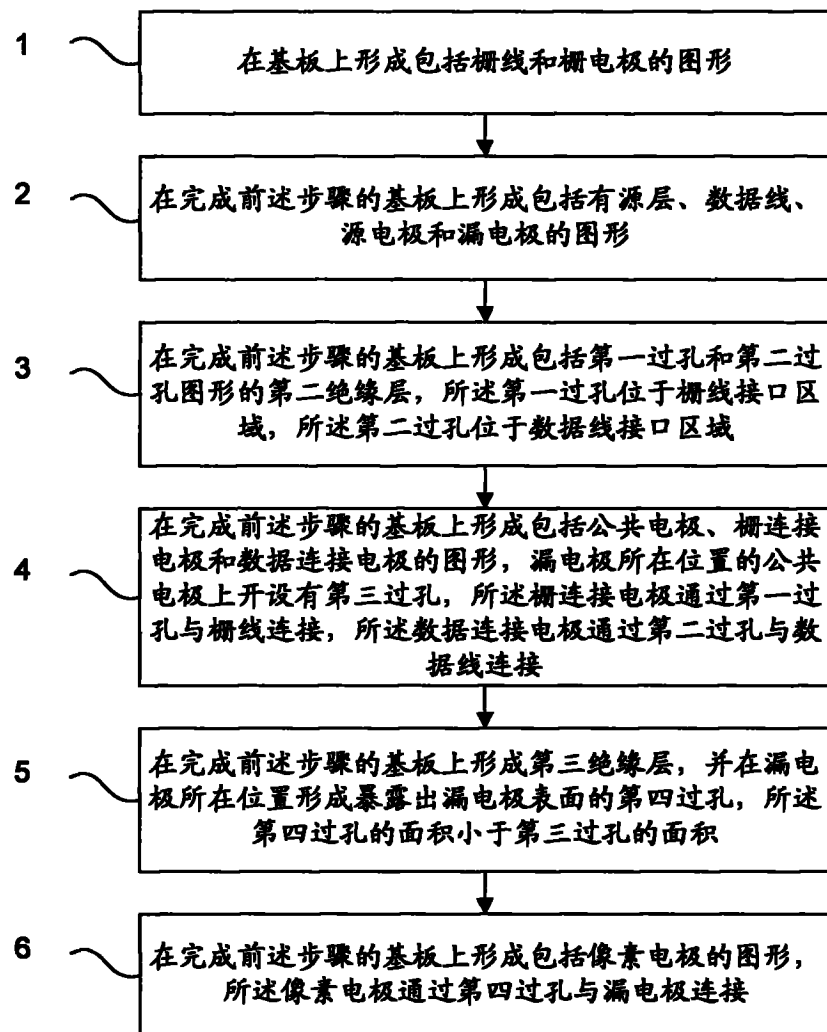 1
在基板上形成包括栅线和栅电极的图形
2
在完成前述步骤的基板上形成包括有源层、数据线、
源电极和漏电极的图形
3
在完成前述步骤的基板上形成包括第一过孔和第二过
孔图形的第二绝缘层，所述第一过孔位于栅线接口区
域，所述第二过孔位于数据线接口区域
4
在完成前述步骤的基板上形成包括公共电极、栅连接
电极和数据连接电极的图形，漏电极所在位置的公共
电极上开设有第三过孔，所述栅连接电极通过第一过
孔与栅线连接，所述数据连接电极通过第二过孔与数
据线连接
5
在完成前述步骤的基板上形成第三绝缘层，并在漏电
极所在位置形成暴露出漏电极表面的第四过孔，所述
第四过孔的面积小于第三过孔的面积
6
在完成前述步骤的基板上形成包括像素电极的图形，
所述像素电极通过第四过孔与漏电极连接